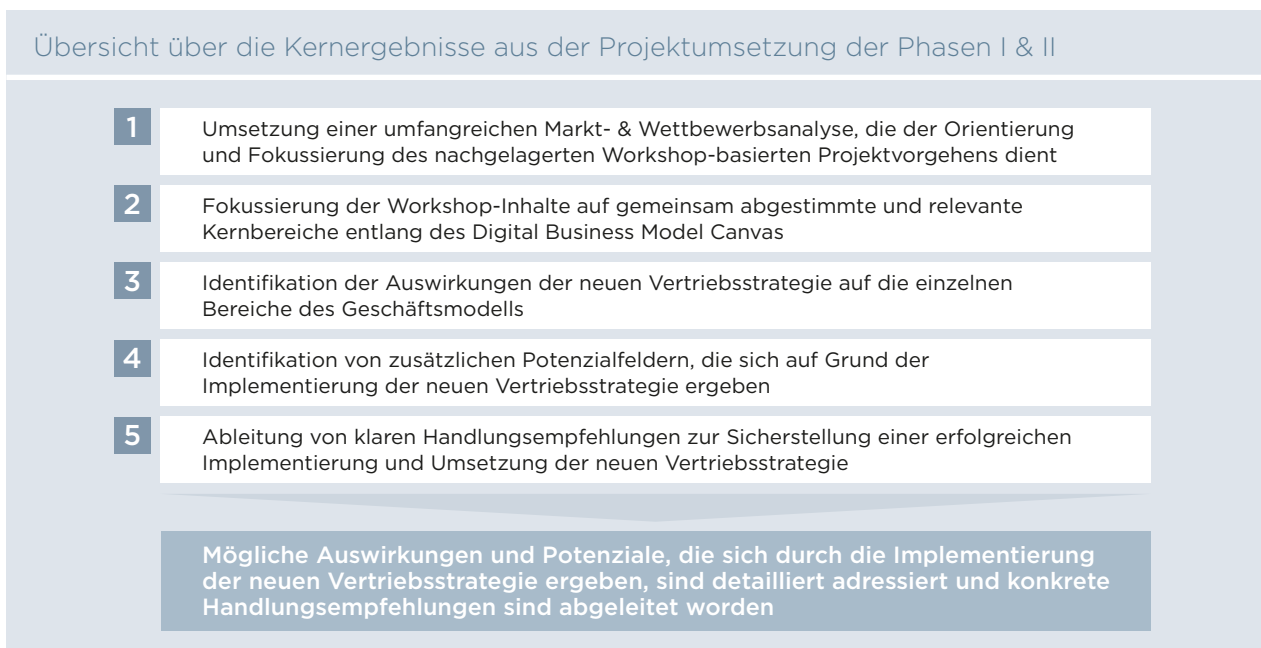 Übersicht über die Kernergebnisse aus der Projektumsetzung der Phasen I & II
1
Umsetzung einer umfangreichen Markt- & Wettbewerbsanalyse, die der Orientierung
und Fokussierung des nachgelagerten Workshop-basierten Projektvorgehens dient
2
Fokussierung der Workshop-Inhalte auf gemeinsam abgestimmte und relevante
Kernbereiche entlang des Digital Business Model Canvas
3
Identifikation der Auswirkungen der neuen Vertriebsstrategie auf die einzelnen
Bereiche des Geschäftsmodells
4
Identifikation von zusätzlichen Potenzialfeldern, die sich auf Grund der
Implementierung der neuen Vertriebsstrategie ergeben
5
Ableitung von klaren Handlungsempfehlungen zur Sicherstellung einer erfolgreichen
Implementierung und Umsetzung der neuen Vertriebsstrategie
Mögliche Auswirkungen und Potenziale, die sich durch die Implementierung
der neuen Vertriebsstrategie ergeben, sind detailliert adressiert und konkrete
Handlungsempfehlungen sind abgeleitet worden